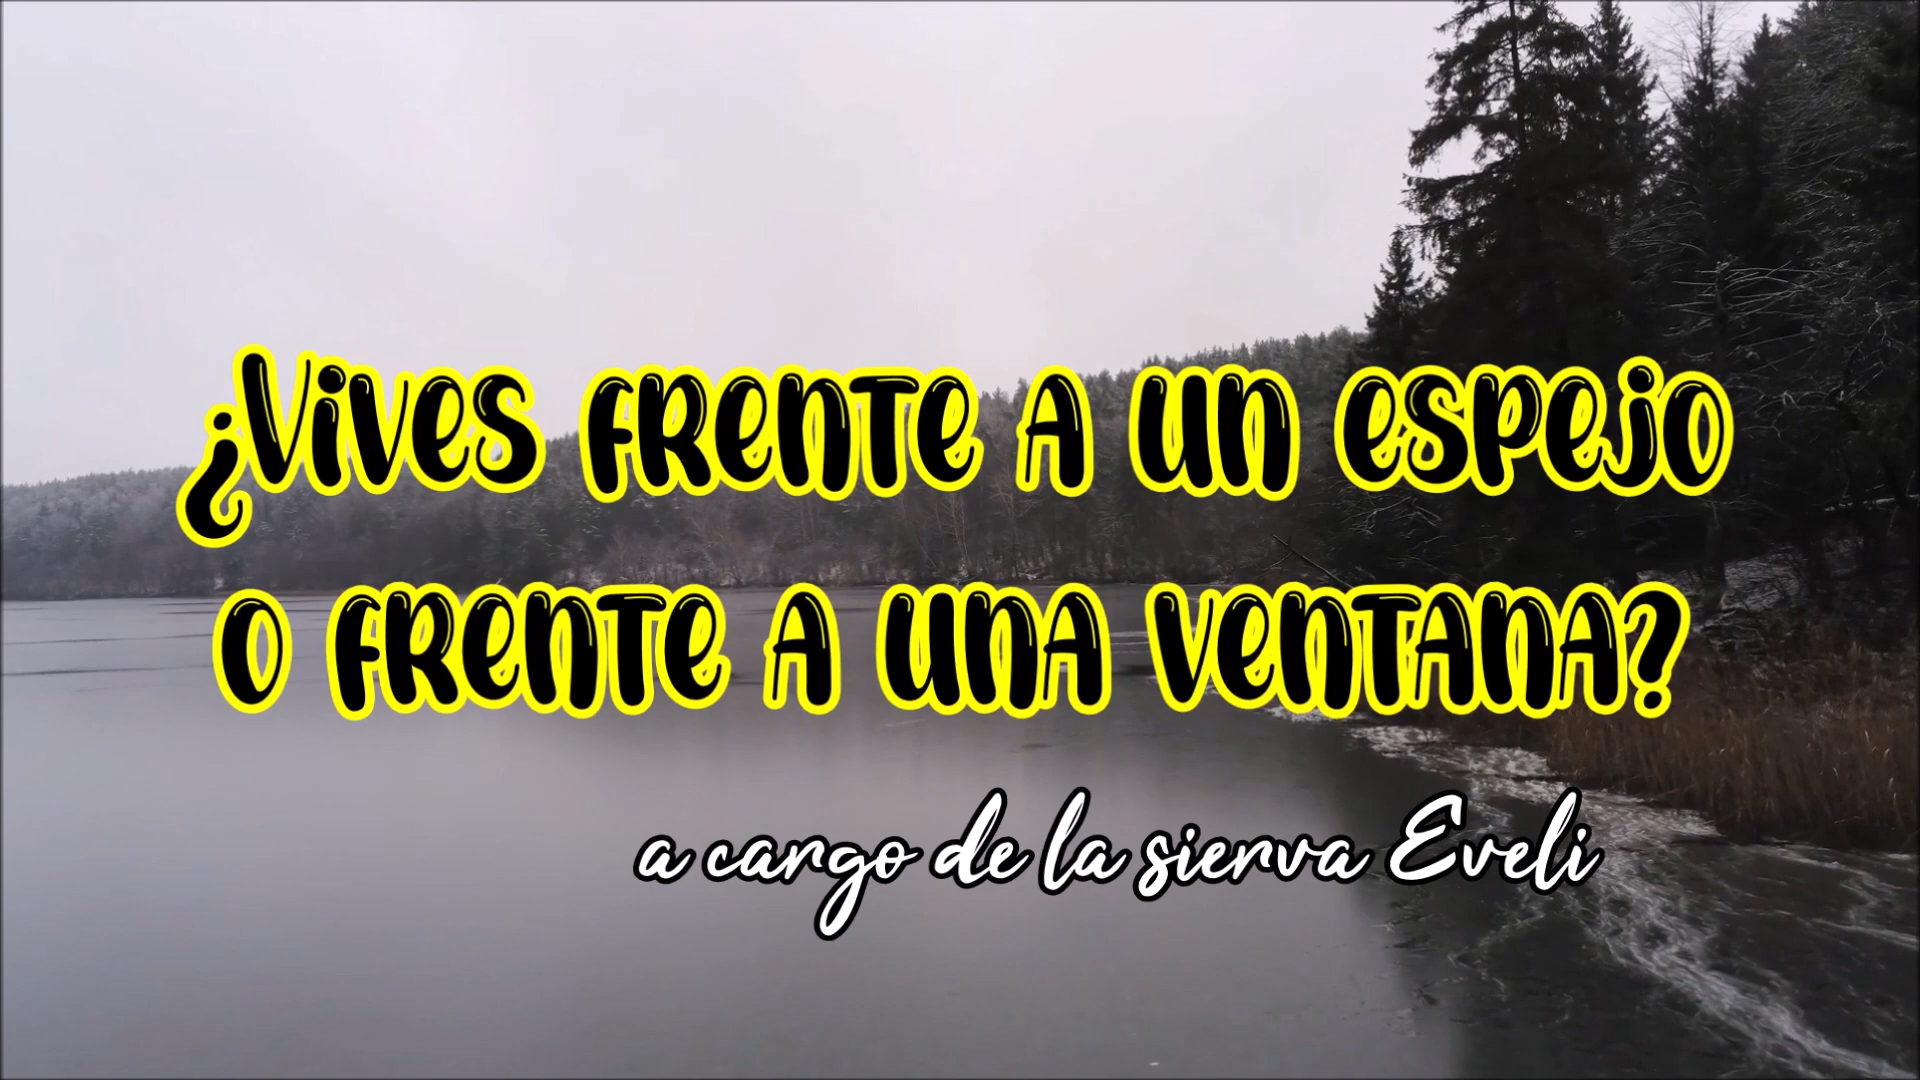 ¿Vives frente a un espejo
o frente a una ventana?
a cargo de la sierva Eveli